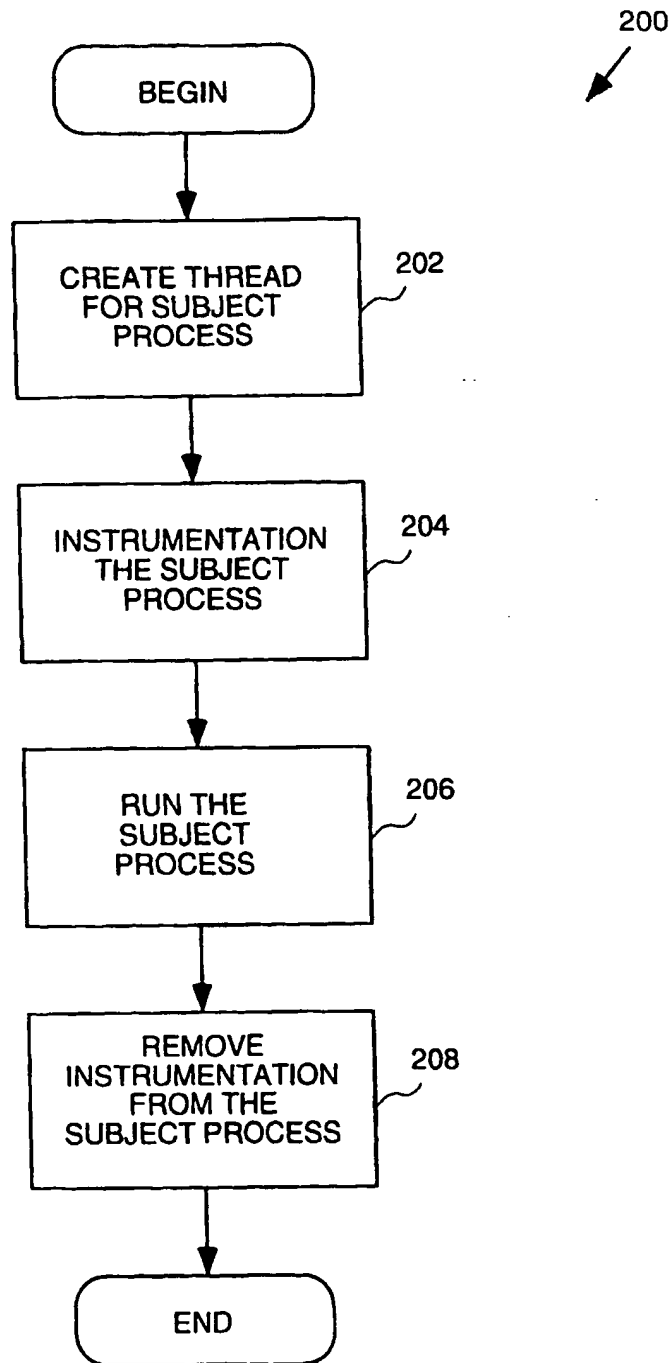 200
BEGIN
CREATE THREAD
FOR SUBJECT
PROCESS
202
INSTRUMENTATION
THE SUBJECT
PROCESS
204
RUN THE
SUBJECT
PROCESS
206
REMOVE
INSTRUMENTATION
FROM THE
SUBJECT PROCESS
208
END